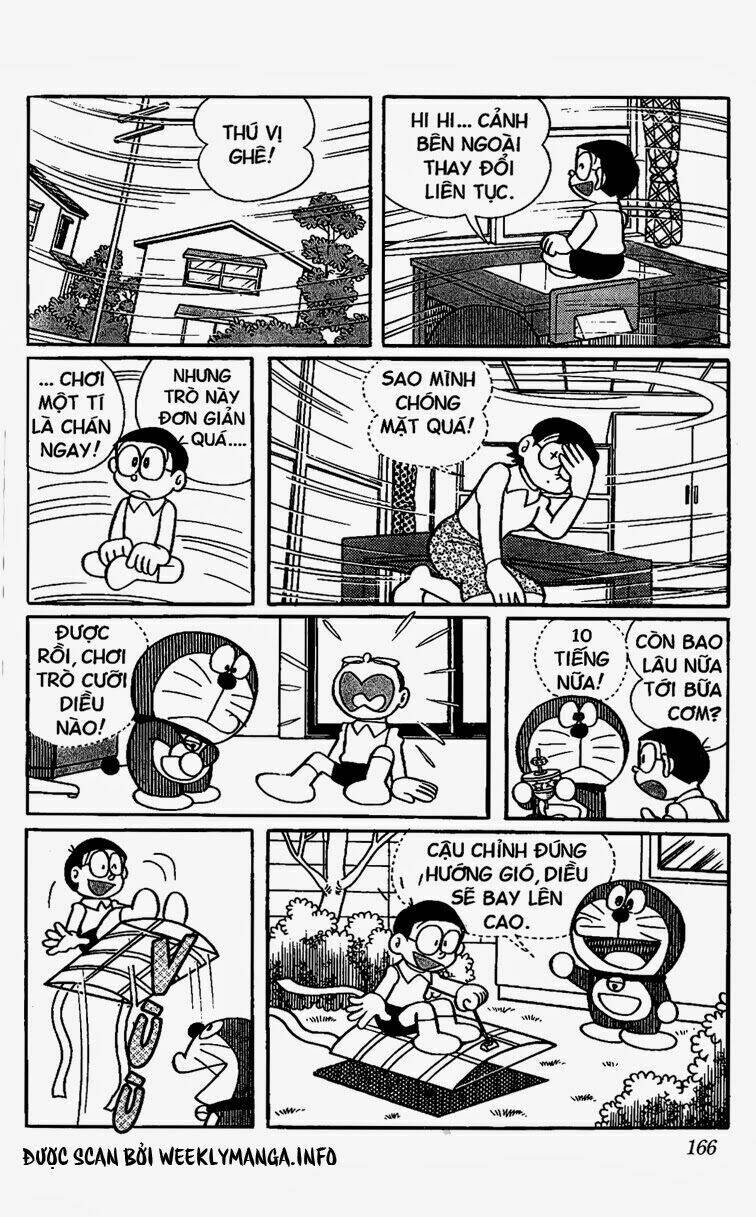 HI HI... CẢNH
BÊN NGOÀI
THAY ĐỔI
LIÊN TỤC.
THÚ VỊ
GHÊ!
SAO MÌNH
CHÓNG
MẶT QUÁ!
NHƯNG
TRÒ NÀY
ĐƠN GIẢN
QUÁ....
... CHƠI
MỘT TÍ
LÀ CHÁN
NGAY!
CÒN BAO
LÂU NỮA
TỚI BỮA
CƠM?
10
TIẾNG
NỮA!
ĐƯỢC
RỒI, CHƠI
TRÒ CƯỠI
DIỀU
NÀO!
CẬU CHỈNH ĐÚNG
HƯỚNG GIÓ, DIỀU
SẼ BAY LÊN
CAO.
VÚÚ
ĐƯỢC SCAN BỞI WEEKLYMANGA.INFO
166